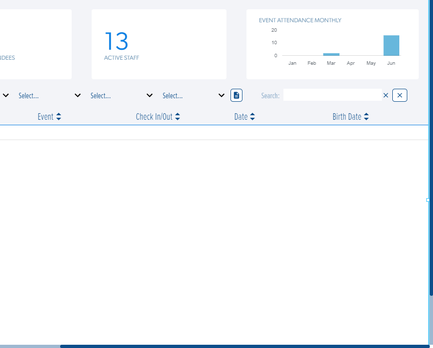 EVENT ATTENDANCE MONTHLY
13
ACTIVE STAFF
NDEES
20
10
0
Jan Feb Mar Apr May Jun
Select... Select... Select... Search:
Event Check In/Out Date Birth Date